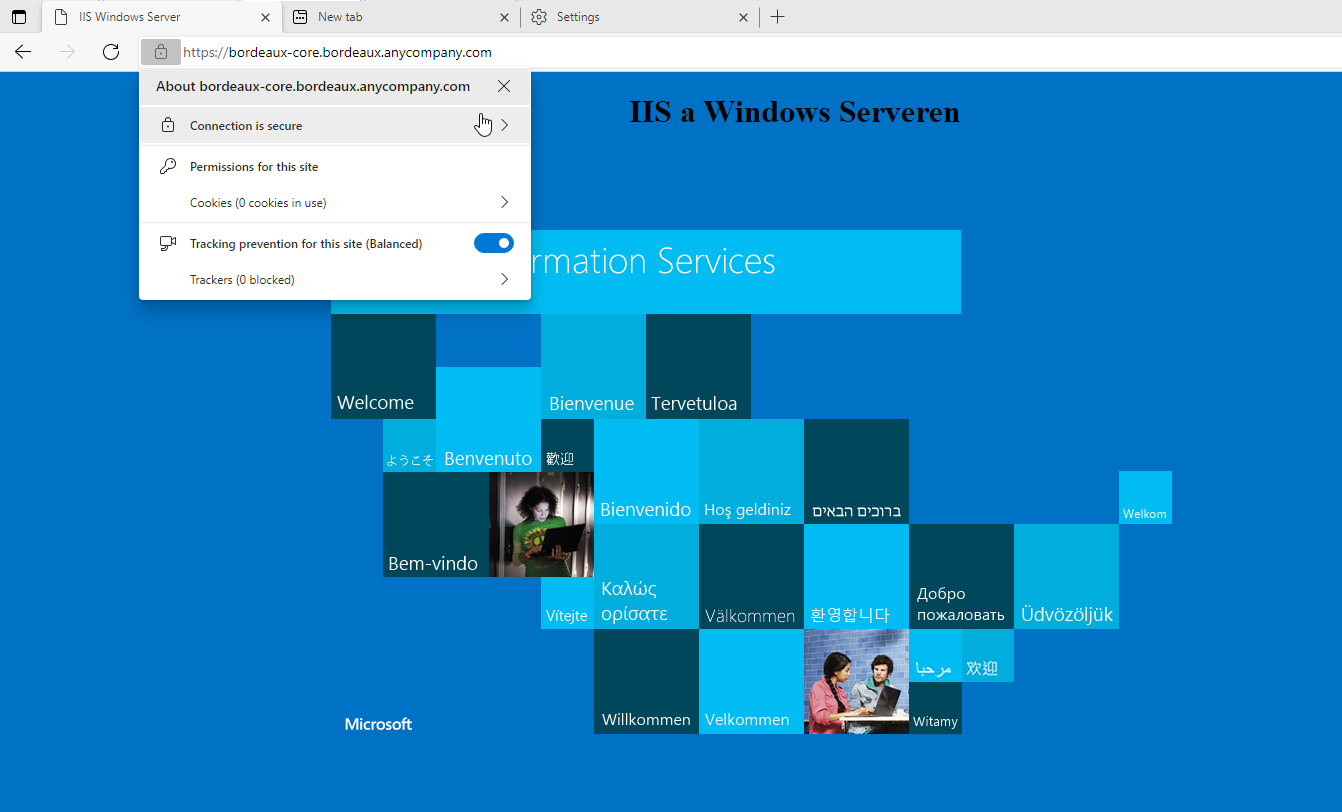 IIS Windows Server
New tab
Settings
https://bordeaux-core.bordeaux.anycompany.com
About bordeaux-core.bordeaux.anycompany.com
Connection is secure
Permissions for this site
Cookies (0 cookies in use)
Tracking prevention for this site (Balanced)
Trackers (0 blocked)
IIS a Windows Serveren
rmation Services
Welcome
Bienvenue
Tervetuloa
ようこそ
Benvenuto
歡迎
Bienvenido
Hoş geldiniz
ברוכים הבאים
Welkom
Bem-vindo
Vítejte
Καλώς
ορίσατε
Välkommen
환영합니다
Добро
пожаловать
Üdvözöljük
مرحبا
欢迎
Microsoft
Willkommen
Velkommen
Witamy